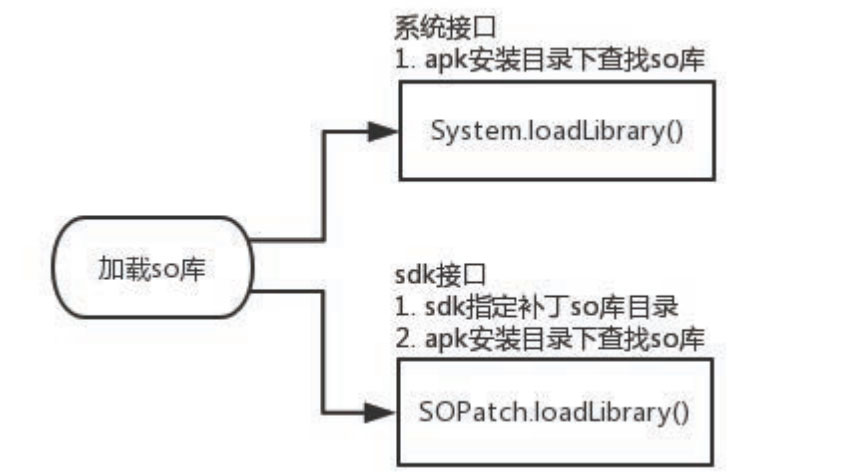 系统接口
1. apk安装目录下查找so库
System.loadLibrary()
加载so库
sdk接口
1. sdk指定补丁so库目录
2. apk安装目录下查找so库
SOPatch.loadLibrary()